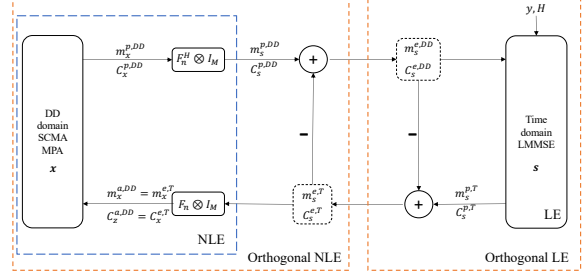 y, H
m_x^{p,DD}
C_x^{p,DD}
F_n^H ⊗ I_M
m_s^{p,DD}
C_s^{p,DD}
+
m_s^{e,DD}
C_s^{e,DD}
DD
domain
SCMA
MPA
x
Time
domain
LMMSE
s
−
−
m_x^{a,DD} = m_x^{e,T}
C_z^{a,DD} = C_x^{e,T}
F_n ⊗ I_M
m_s^{e,T}
C_s^{e,T}
+
m_s^{p,T}
C_s^{p,T}
LE
NLE
Orthogonal NLE
Orthogonal LE